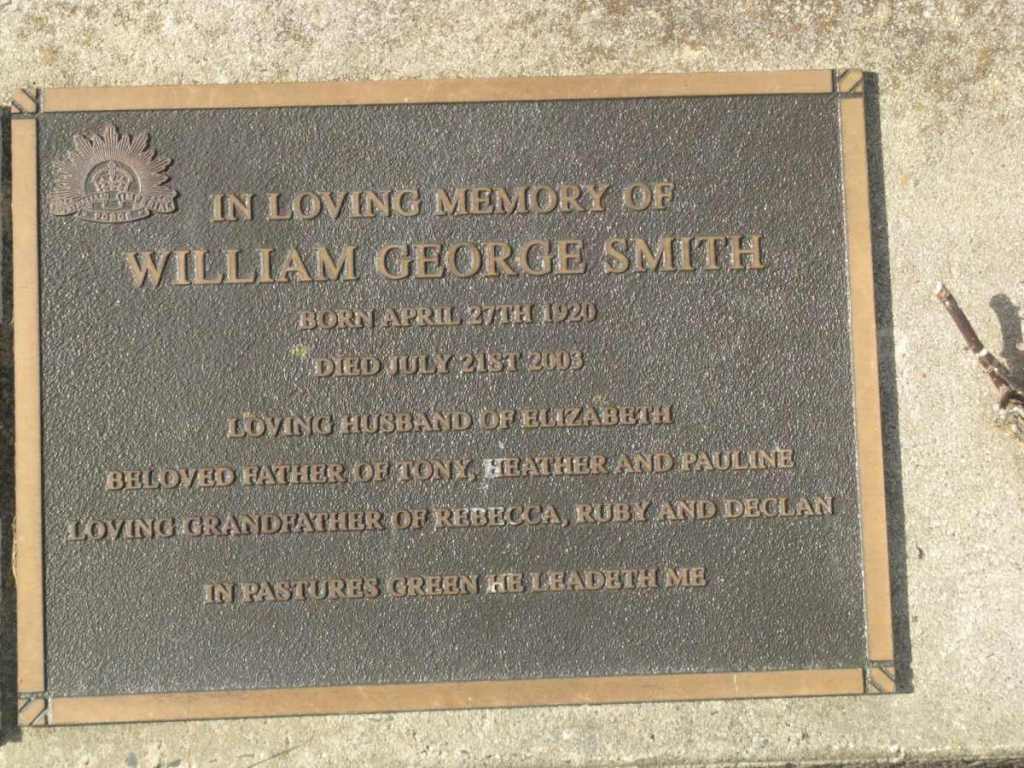 IN LOVING MEMORY OF
WILLIAM GEORGE SMITH
BORN APRIL 27TH 1920
DIED JULY 21ST 2003
LOVING HUSBAND OF ELIZABETH
BELOVED FATHER OF TONY, HEATHER AND PAULINE
LOVING GRANDFATHER OF REBECCA, RUBY AND DECLAN
IN PASTURES GREEN HE LEADETH ME